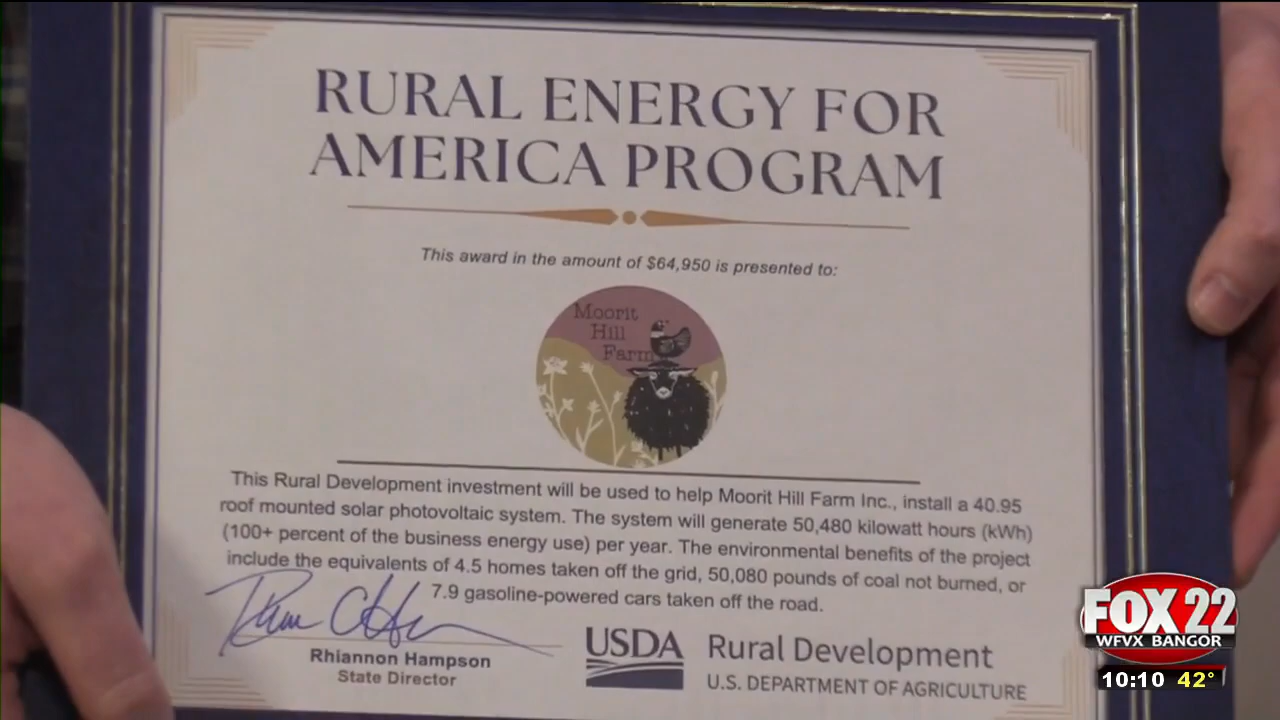 RURAL ENERGY FOR
AMERICA PROGRAM
This award in the amount of $64,950 is presented to:
Moorit
Hill
Farm
This Rural Development investment will be used to help Moorit Hill Farm Inc., install a 40.95
roof mounted solar photovoltaic system. The system will generate 50,480 kilowatt hours (kWh)
(100+ percent of the business energy use) per year. The environmental benefits of the project
include the equivalents of 4.5 homes taken off the grid, 50,080 pounds of coal not burned, or
7.9 gasoline-powered cars taken off the road.
Rhiannon Hampson
State Director
USDA
Rural Development
U.S. DEPARTMENT OF AGRICULTURE
FOX 22
WFVX BANGOR
10:10 42°